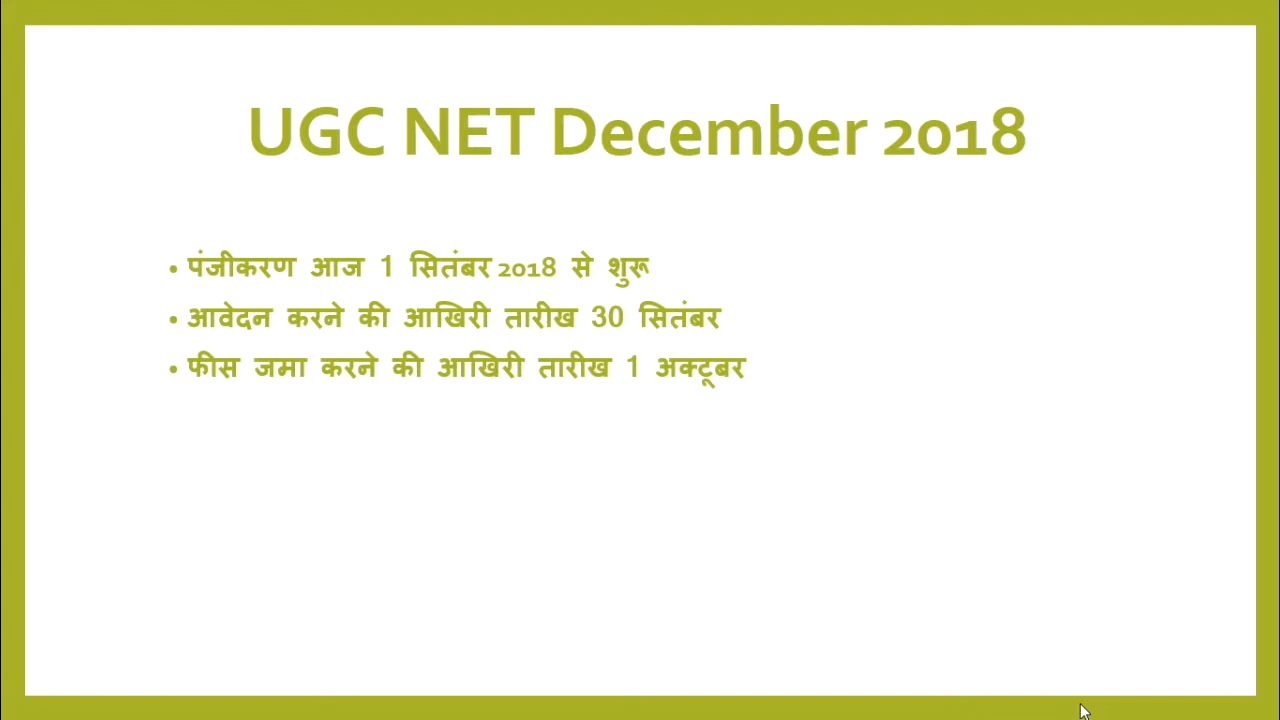 UGC NET December 2018
• पंजीकरण आज 1 सितंबर 2018 से शुरू
• आवेदन करने की आखिरी तारीख 30 सितंबर
• फीस जमा करने की आखिरी तारीख 1 अक्टूबर